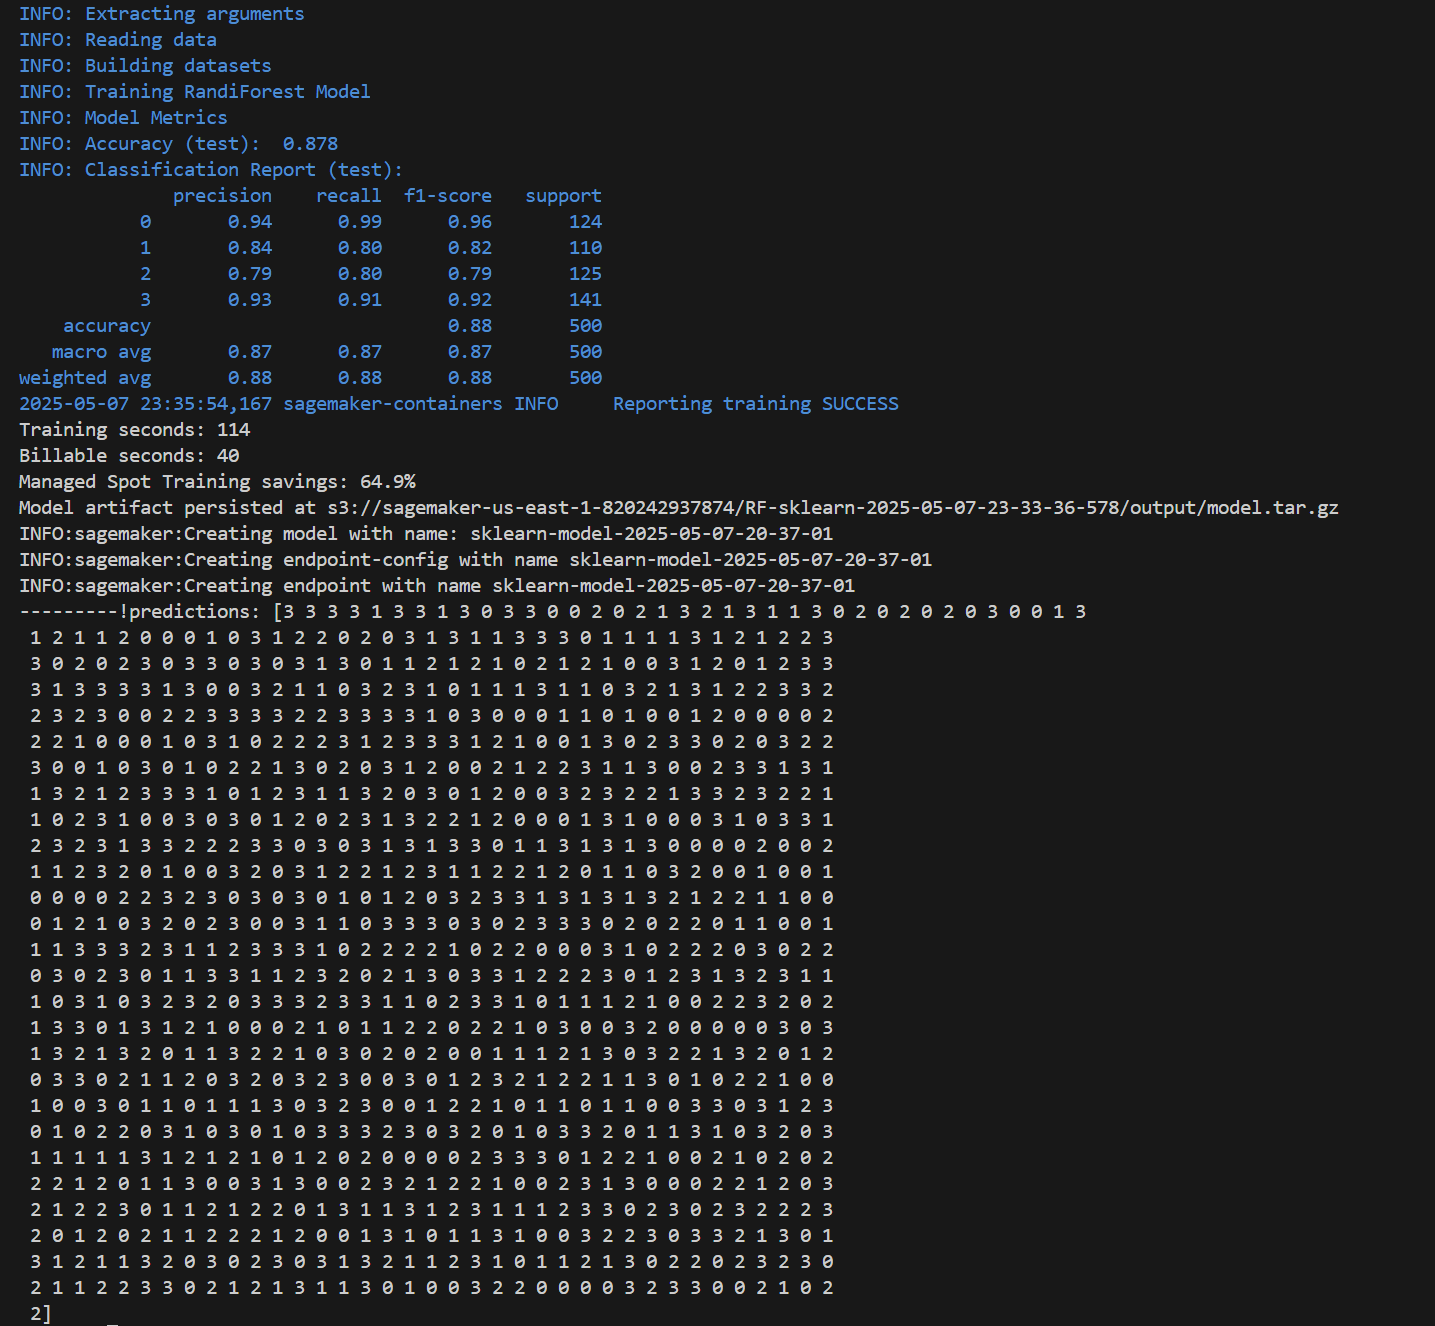 INFO: Extracting arguments
INFO: Reading data
INFO: Building datasets
INFO: Training RandiForest Model
INFO: Model Metrics
INFO: Accuracy (test):  0.878
INFO: Classification Report (test):
              precision    recall  f1-score   support
           0       0.94      0.99      0.96       124
           1       0.84      0.80      0.82       110
           2       0.79      0.80      0.79       125
           3       0.93      0.91      0.92       141
    accuracy                           0.88       500
   macro avg       0.87      0.87      0.87       500
weighted avg       0.88      0.88      0.88       500
2025-05-07 23:35:54,167 sagemaker-containers INFO     Reporting training SUCCESS
Training seconds: 114
Billable seconds: 40
Managed Spot Training savings: 64.9%
Model artifact persisted at s3://sagemaker-us-east-1-820242937874/RF-sklearn-2025-05-07-23-33-36-578/output/model.tar.gz
INFO:sagemaker:Creating model with name: sklearn-model-2025-05-07-20-37-01
INFO:sagemaker:Creating endpoint-config with name sklearn-model-2025-05-07-20-37-01
INFO:sagemaker:Creating endpoint with name sklearn-model-2025-05-07-20-37-01
---------!predictions: [3 3 3 3 1 3 3 1 3 0 3 3 0 0 2 0 2 1 3 2 1 3 1 1 3 0 2 0 2 0 2 0 3 0 0 1 3
 1 2 1 1 2 0 0 0 1 0 3 1 2 2 0 2 0 3 1 3 1 1 3 3 3 0 1 1 1 1 3 1 2 1 2 2 3
 3 0 2 0 2 3 0 3 3 0 3 0 3 1 3 0 1 1 2 1 2 1 0 2 1 2 1 0 0 3 1 2 0 1 2 3 3
 3 1 3 3 3 3 1 3 0 0 3 2 1 1 0 3 2 3 1 0 1 1 1 3 1 1 0 3 2 1 3 1 2 2 3 3 2
 2 3 2 3 0 0 2 2 3 3 3 3 2 2 3 3 3 3 1 0 3 0 0 0 1 1 0 1 0 0 1 2 0 0 0 0 2
 2 2 1 0 0 0 1 0 3 1 0 2 2 2 3 1 2 3 3 3 1 2 1 0 0 1 3 0 2 3 3 0 2 0 3 2 2
 3 0 0 1 0 3 0 1 0 2 2 1 3 0 2 0 3 1 2 0 0 2 1 2 2 3 1 1 3 0 0 2 3 3 1 3 1
 1 3 2 1 2 3 3 3 1 0 1 2 3 1 1 3 2 0 3 0 1 2 0 0 3 2 3 2 2 1 3 3 2 3 2 2 1
 1 0 2 3 1 0 0 3 0 3 0 1 2 0 2 3 1 3 2 2 1 2 0 0 0 1 3 1 0 0 0 3 1 0 3 3 1
 2 3 2 3 1 3 3 2 2 2 3 3 0 3 0 3 1 3 1 3 3 0 1 1 3 1 3 1 3 0 0 0 0 2 0 0 2
 1 1 2 3 2 0 1 0 0 3 2 0 3 1 2 2 1 2 3 1 1 2 2 1 2 0 1 1 0 3 2 0 0 1 0 0 1
 0 0 0 0 2 2 3 2 3 0 3 0 3 0 1 0 1 2 0 3 2 3 3 1 3 1 3 1 3 2 1 2 2 1 1 0 0
 0 1 2 1 0 3 2 0 2 3 0 0 3 1 1 0 3 3 3 0 3 0 2 3 3 3 0 2 0 2 2 0 1 1 0 0 1
 1 1 3 3 3 2 3 1 1 2 3 3 3 1 0 2 2 2 2 1 0 2 2 0 0 0 3 1 0 2 2 2 0 3 0 2 2
 0 3 0 2 3 0 1 1 3 3 1 1 2 3 2 0 2 1 3 0 3 3 1 2 2 2 3 0 1 2 3 1 3 2 3 1 1
 1 0 3 1 0 3 2 3 2 0 3 3 3 2 3 3 1 1 0 2 3 3 1 0 1 1 1 2 1 0 0 2 2 3 2 0 2
 1 3 3 0 1 3 1 2 1 0 0 0 2 1 0 1 1 2 2 0 2 2 1 0 3 0 0 3 2 0 0 0 0 0 3 0 3
 1 3 2 1 3 2 0 1 1 3 2 2 1 0 3 0 2 0 2 0 0 1 1 1 2 1 3 0 3 2 2 1 3 2 0 1 2
 0 3 3 0 2 1 1 2 0 3 2 0 3 2 3 0 0 3 0 1 2 3 2 1 2 2 1 1 3 0 1 0 2 2 1 0 0
 1 0 0 3 0 1 1 0 1 1 1 3 0 3 2 3 0 0 1 2 2 1 0 1 1 0 1 1 0 0 3 3 0 3 1 2 3
 0 1 0 2 2 0 3 1 0 3 0 1 0 3 3 3 2 3 0 3 2 0 1 0 3 3 2 0 1 1 3 1 0 3 2 0 3
 1 1 1 1 1 3 1 2 1 2 1 0 1 2 0 2 0 0 0 0 2 3 3 3 0 1 2 2 1 0 0 2 1 0 2 0 2
 2 2 1 2 0 1 1 3 0 0 3 1 3 0 0 2 3 2 1 2 2 1 0 0 2 3 1 3 0 0 0 2 2 1 2 0 3
 2 1 2 2 3 0 1 1 2 1 2 2 0 1 3 1 1 3 1 2 3 1 1 1 2 3 3 0 2 3 0 2 3 2 2 2 3
 2 0 1 2 0 2 1 1 2 2 2 1 2 0 0 1 3 1 0 1 1 3 1 0 0 3 2 2 3 0 3 3 2 1 3 0 1
 3 1 2 1 1 3 2 0 3 0 2 3 0 3 1 3 2 1 1 2 3 1 0 1 1 2 1 3 0 2 2 0 2 3 2 3 0
 2 1 1 2 2 3 3 0 2 1 2 1 3 1 1 3 0 1 0 0 3 2 2 0 0 0 0 3 2 3 3 0 0 2 1 0 2
 2]